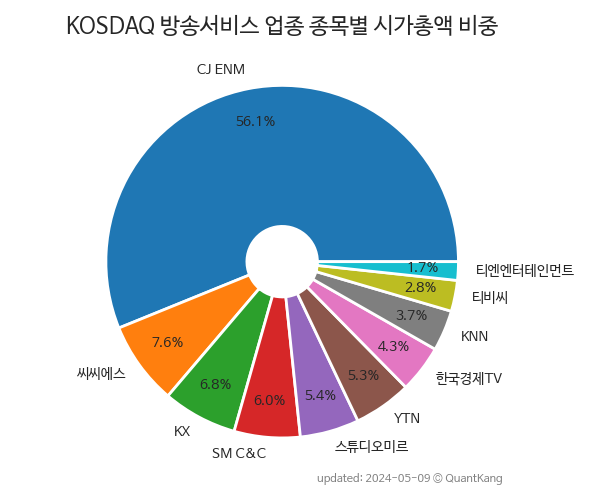 KOSDAQ 방송서비스 업종 종목별 시가총액 비중
CJ ENM
56.1%
씨씨에스
7.6%
KX
6.8%
SM C&C
6.0%
스튜디오미르
5.4%
YTN
5.3%
한국경제TV
4.3%
KNN
3.7%
티비씨
2.8%
티엔엔터테인먼트
1.7%
updated: 2024-05-09 © QuantKang